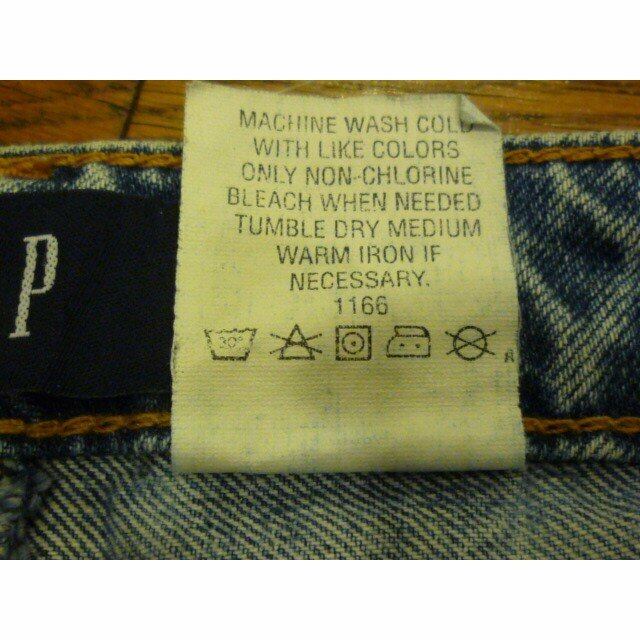 P
MACHINE WASH COLD
WITH LIKE COLORS
ONLY NON-CHLORINE
BLEACH WHEN NEEDED
TUMBLE DRY MEDIUM
WARM IRON IF
NECESSARY.
1166
30°